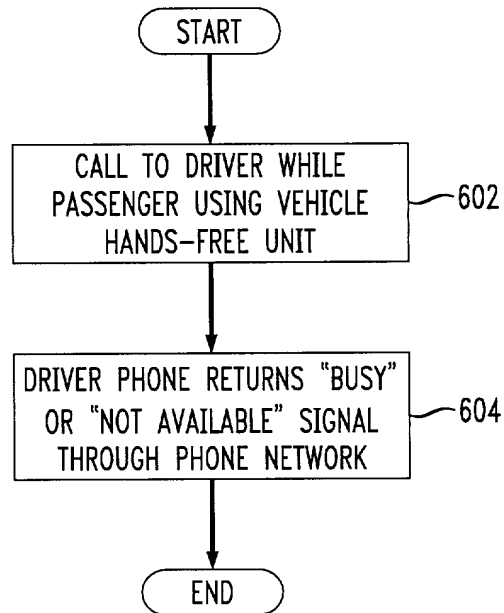 START
CALL TO DRIVER WHILE
PASSENGER USING VEHICLE
HANDS-FREE UNIT
602
DRIVER PHONE RETURNS "BUSY"
OR "NOT AVAILABLE" SIGNAL
THROUGH PHONE NETWORK
604
END